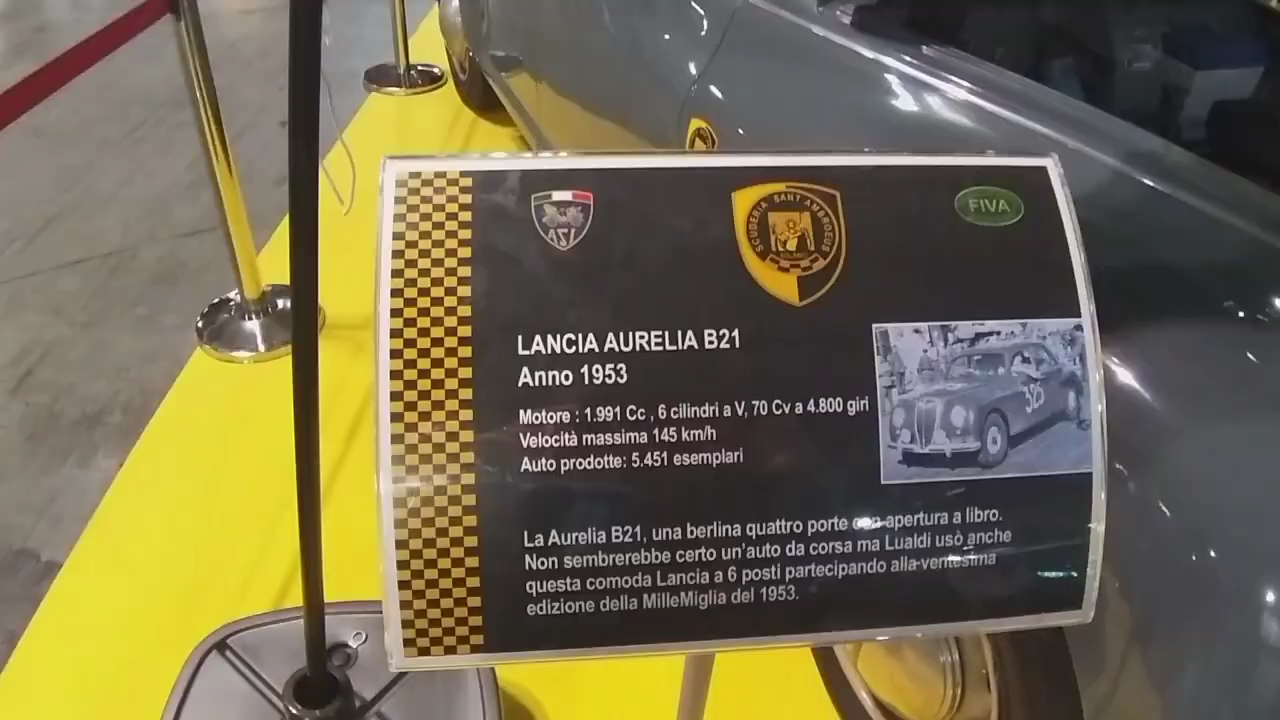 ASI
SCUDERIA SANT AMBROEUS
MILANO
FIVA
LANCIA AURELIA B21
Anno 1953
Motore : 1.991 Cc , 6 cilindri a V, 70 Cv a 4.800 giri
Velocità massima 145 km/h
Auto prodotte: 5.451 esemplari
325
La Aurelia B21, una berlina quattro porte con apertura a libro.
Non sembrerebbe certo un'auto da corsa ma Lualdi usò anche
questa comoda Lancia a 6 posti partecipando alla ventesima
edizione della MilleMiglia del 1953.